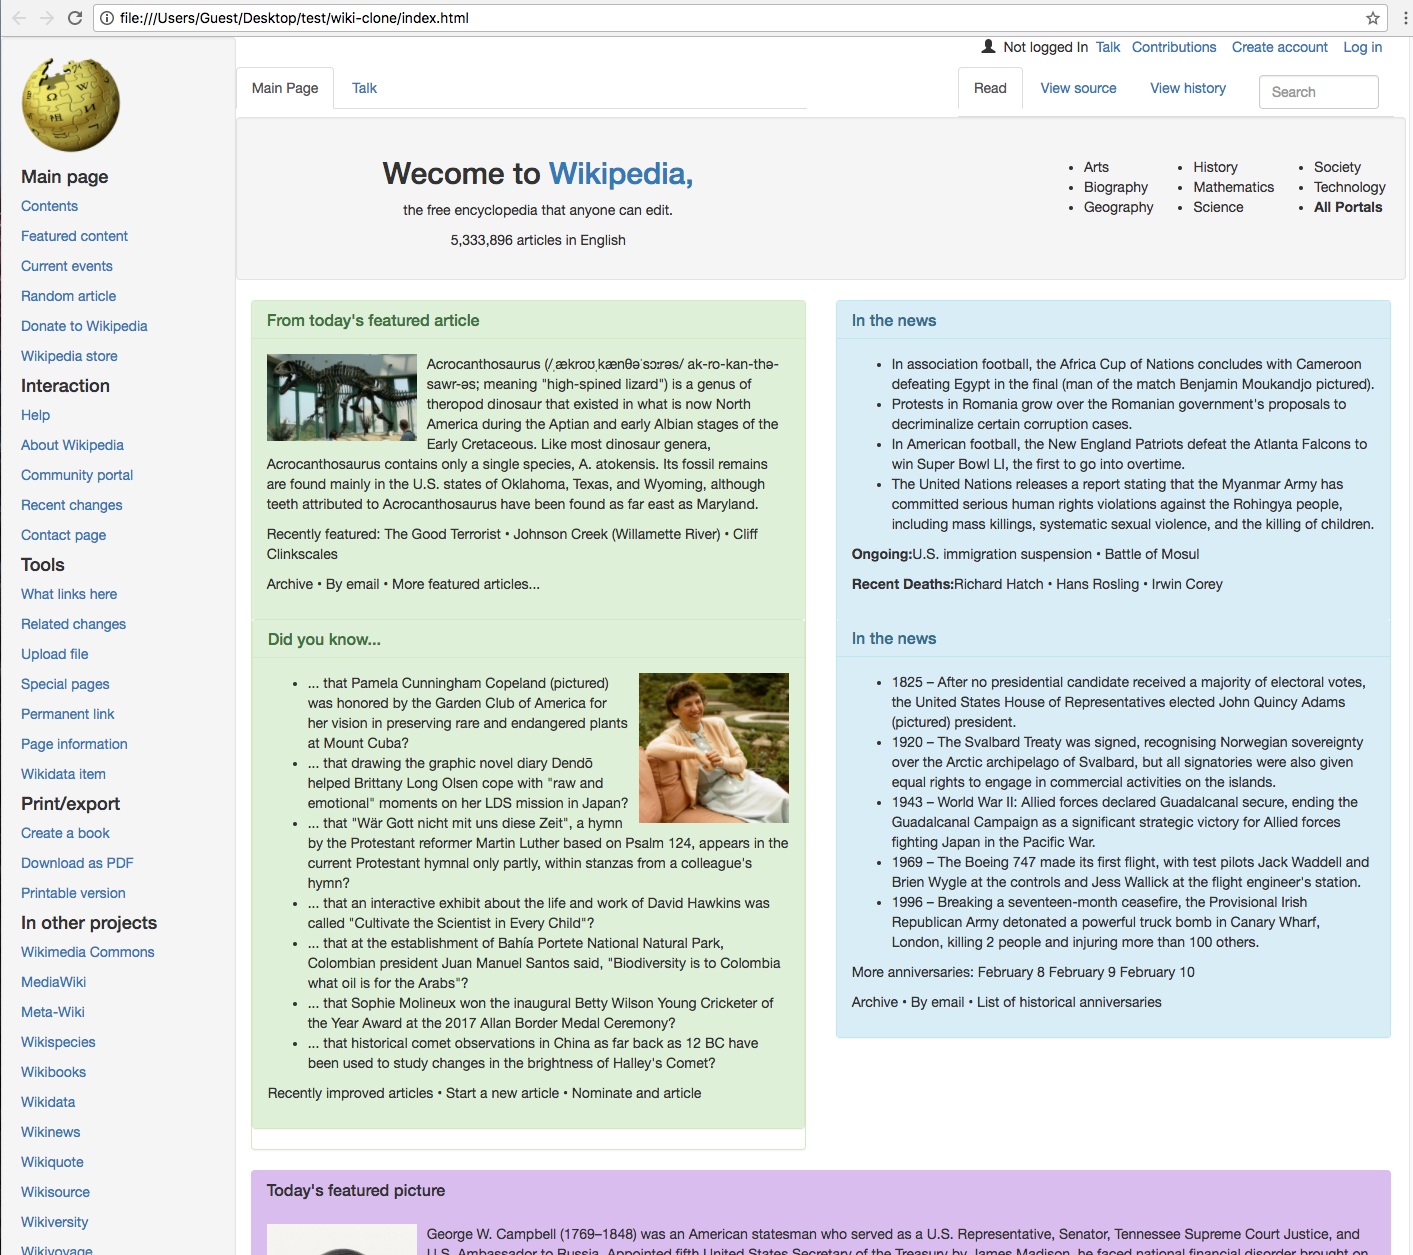 file:///Users/Guest/Desktop/test/wiki-clone/index.html
Not logged In Talk Contributions Create account Log in
Main Page Talk Read View source View history Search
Main page
Contents
Featured content
Current events
Random article
Donate to Wikipedia
Wikipedia store
Interaction
Help
About Wikipedia
Community portal
Recent changes
Contact page
Tools
What links here
Related changes
Upload file
Special pages
Permanent link
Page information
Wikidata item
Print/export
Create a book
Download as PDF
Printable version
In other projects
Wikimedia Commons
MediaWiki
Meta-Wiki
Wikispecies
Wikibooks
Wikidata
Wikinews
Wikiquote
Wikisource
Wikiversity
Wikivoyage
Wecome to Wikipedia,
the free encyclopedia that anyone can edit.
5,333,896 articles in English
• Arts
• Biography
• Geography
• History
• Mathematics
• Science
• Society
• Technology
• All Portals
From today's featured article
Acrocanthosaurus (/ˌækroʊˌkænθəˈsɔːrəs/ ak-ro-kan-thə-
sawr-əs; meaning "high-spined lizard") is a genus of
theropod dinosaur that existed in what is now North
America during the Aptian and early Albian stages of the
Early Cretaceous. Like most dinosaur genera,
Acrocanthosaurus contains only a single species, A. atokensis. Its fossil remains
are found mainly in the U.S. states of Oklahoma, Texas, and Wyoming, although
teeth attributed to Acrocanthosaurus have been found as far east as Maryland.
Recently featured: The Good Terrorist • Johnson Creek (Willamette River) • Cliff
Clinkscales
Archive • By email • More featured articles...
Did you know...
• ... that Pamela Cunningham Copeland (pictured)
was honored by the Garden Club of America for
her vision in preserving rare and endangered plants
at Mount Cuba?
• ... that drawing the graphic novel diary Dendō
helped Brittany Long Olsen cope with "raw and
emotional" moments on her LDS mission in Japan?
• ... that "Wär Gott nicht mit uns diese Zeit", a hymn
by the Protestant reformer Martin Luther based on Psalm 124, appears in the
current Protestant hymnal only partly, within stanzas from a colleague's
hymn?
• ... that an interactive exhibit about the life and work of David Hawkins was
called "Cultivate the Scientist in Every Child"?
• ... that at the establishment of Bahía Portete National Natural Park,
Colombian president Juan Manuel Santos said, "Biodiversity is to Colombia
what oil is for the Arabs"?
• ... that Sophie Molineux won the inaugural Betty Wilson Young Cricketer of
the Year Award at the 2017 Allan Border Medal Ceremony?
• ... that historical comet observations in China as far back as 12 BC have
been used to study changes in the brightness of Halley's Comet?
Recently improved articles • Start a new article • Nominate and article
In the news
• In association football, the Africa Cup of Nations concludes with Cameroon
defeating Egypt in the final (man of the match Benjamin Moukandjo pictured).
• Protests in Romania grow over the Romanian government's proposals to
decriminalize certain corruption cases.
• In American football, the New England Patriots defeat the Atlanta Falcons to
win Super Bowl LI, the first to go into overtime.
• The United Nations releases a report stating that the Myanmar Army has
committed serious human rights violations against the Rohingya people,
including mass killings, systematic sexual violence, and the killing of children.
Ongoing:U.S. immigration suspension • Battle of Mosul
Recent Deaths:Richard Hatch • Hans Rosling • Irwin Corey
In the news
• 1825 – After no presidential candidate received a majority of electoral votes,
the United States House of Representatives elected John Quincy Adams
(pictured) president.
• 1920 – The Svalbard Treaty was signed, recognising Norwegian sovereignty
over the Arctic archipelago of Svalbard, but all signatories were also given
equal rights to engage in commercial activities on the islands.
• 1943 – World War II: Allied forces declared Guadalcanal secure, ending the
Guadalcanal Campaign as a significant strategic victory for Allied forces
fighting Japan in the Pacific War.
• 1969 – The Boeing 747 made its first flight, with test pilots Jack Waddell and
Brien Wygle at the controls and Jess Wallick at the flight engineer's station.
• 1996 – Breaking a seventeen-month ceasefire, the Provisional Irish
Republican Army detonated a powerful truck bomb in Canary Wharf,
London, killing 2 people and injuring more than 100 others.
More anniversaries: February 8 February 9 February 10
Archive • By email • List of historical anniversaries
Today's featured picture
George W. Campbell (1769–1848) was an American statesman who served as a U.S. Representative, Senator, Tennessee Supreme Court Justice, and
U.S. Ambassador to Russia. Appointed fifth United States Secretary of the Treasury by James Madison, he faced national financial disorder brought on